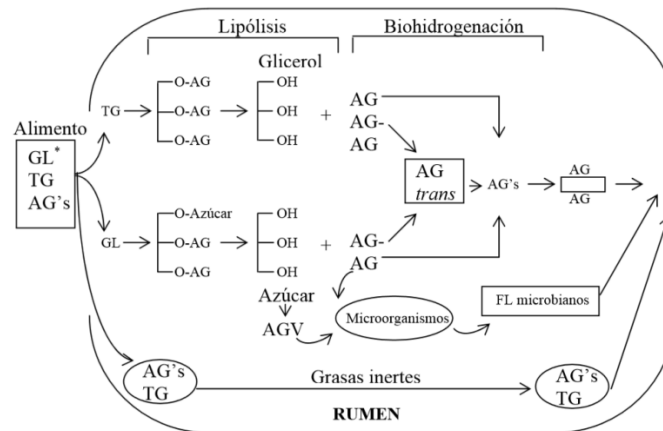 Lipólisis
Biohidrogenación
Glicerol
Alimento
GL*
TG
AG's
TG
O-AG
O-AG
O-AG
OH
OH
OH
+
AG
AG-
AG
AG
trans
AG's
AG
AG
GL
O-Azúcar
O-AG
O-AG
OH
OH
OH
+
AG-
AG
Azúcar
AGV
Microorganismos
FL microbianos
AG's
TG
Grasas inertes
AG's
TG
RUMEN